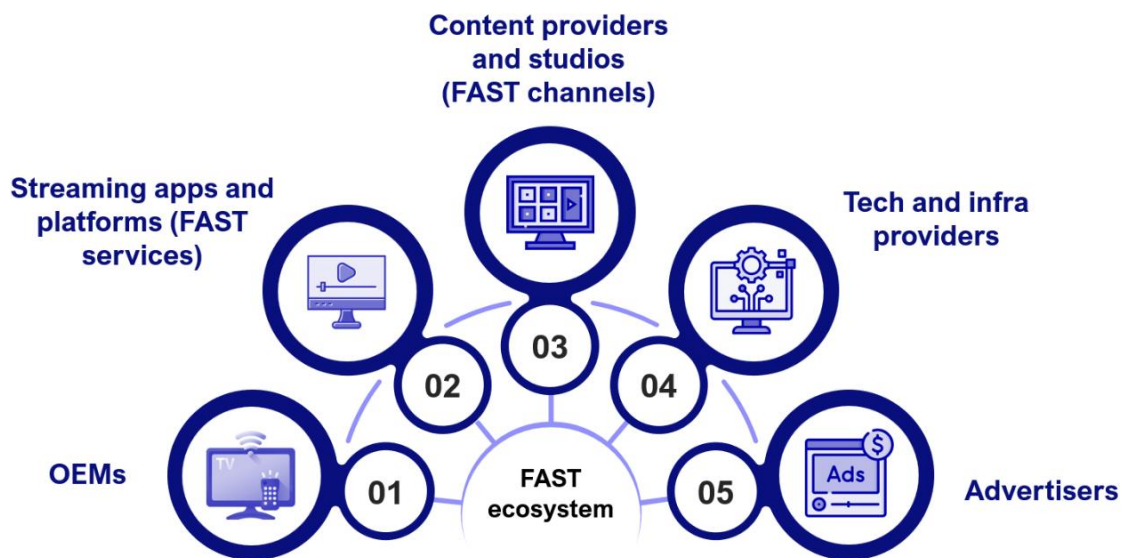 Content providers
and studios
(FAST channels)
Streaming apps and
platforms (FAST
services)
Tech and infra
providers
03
02
04
TV
OEMs
01
FAST
ecosystem
05
$
Ads
Advertisers